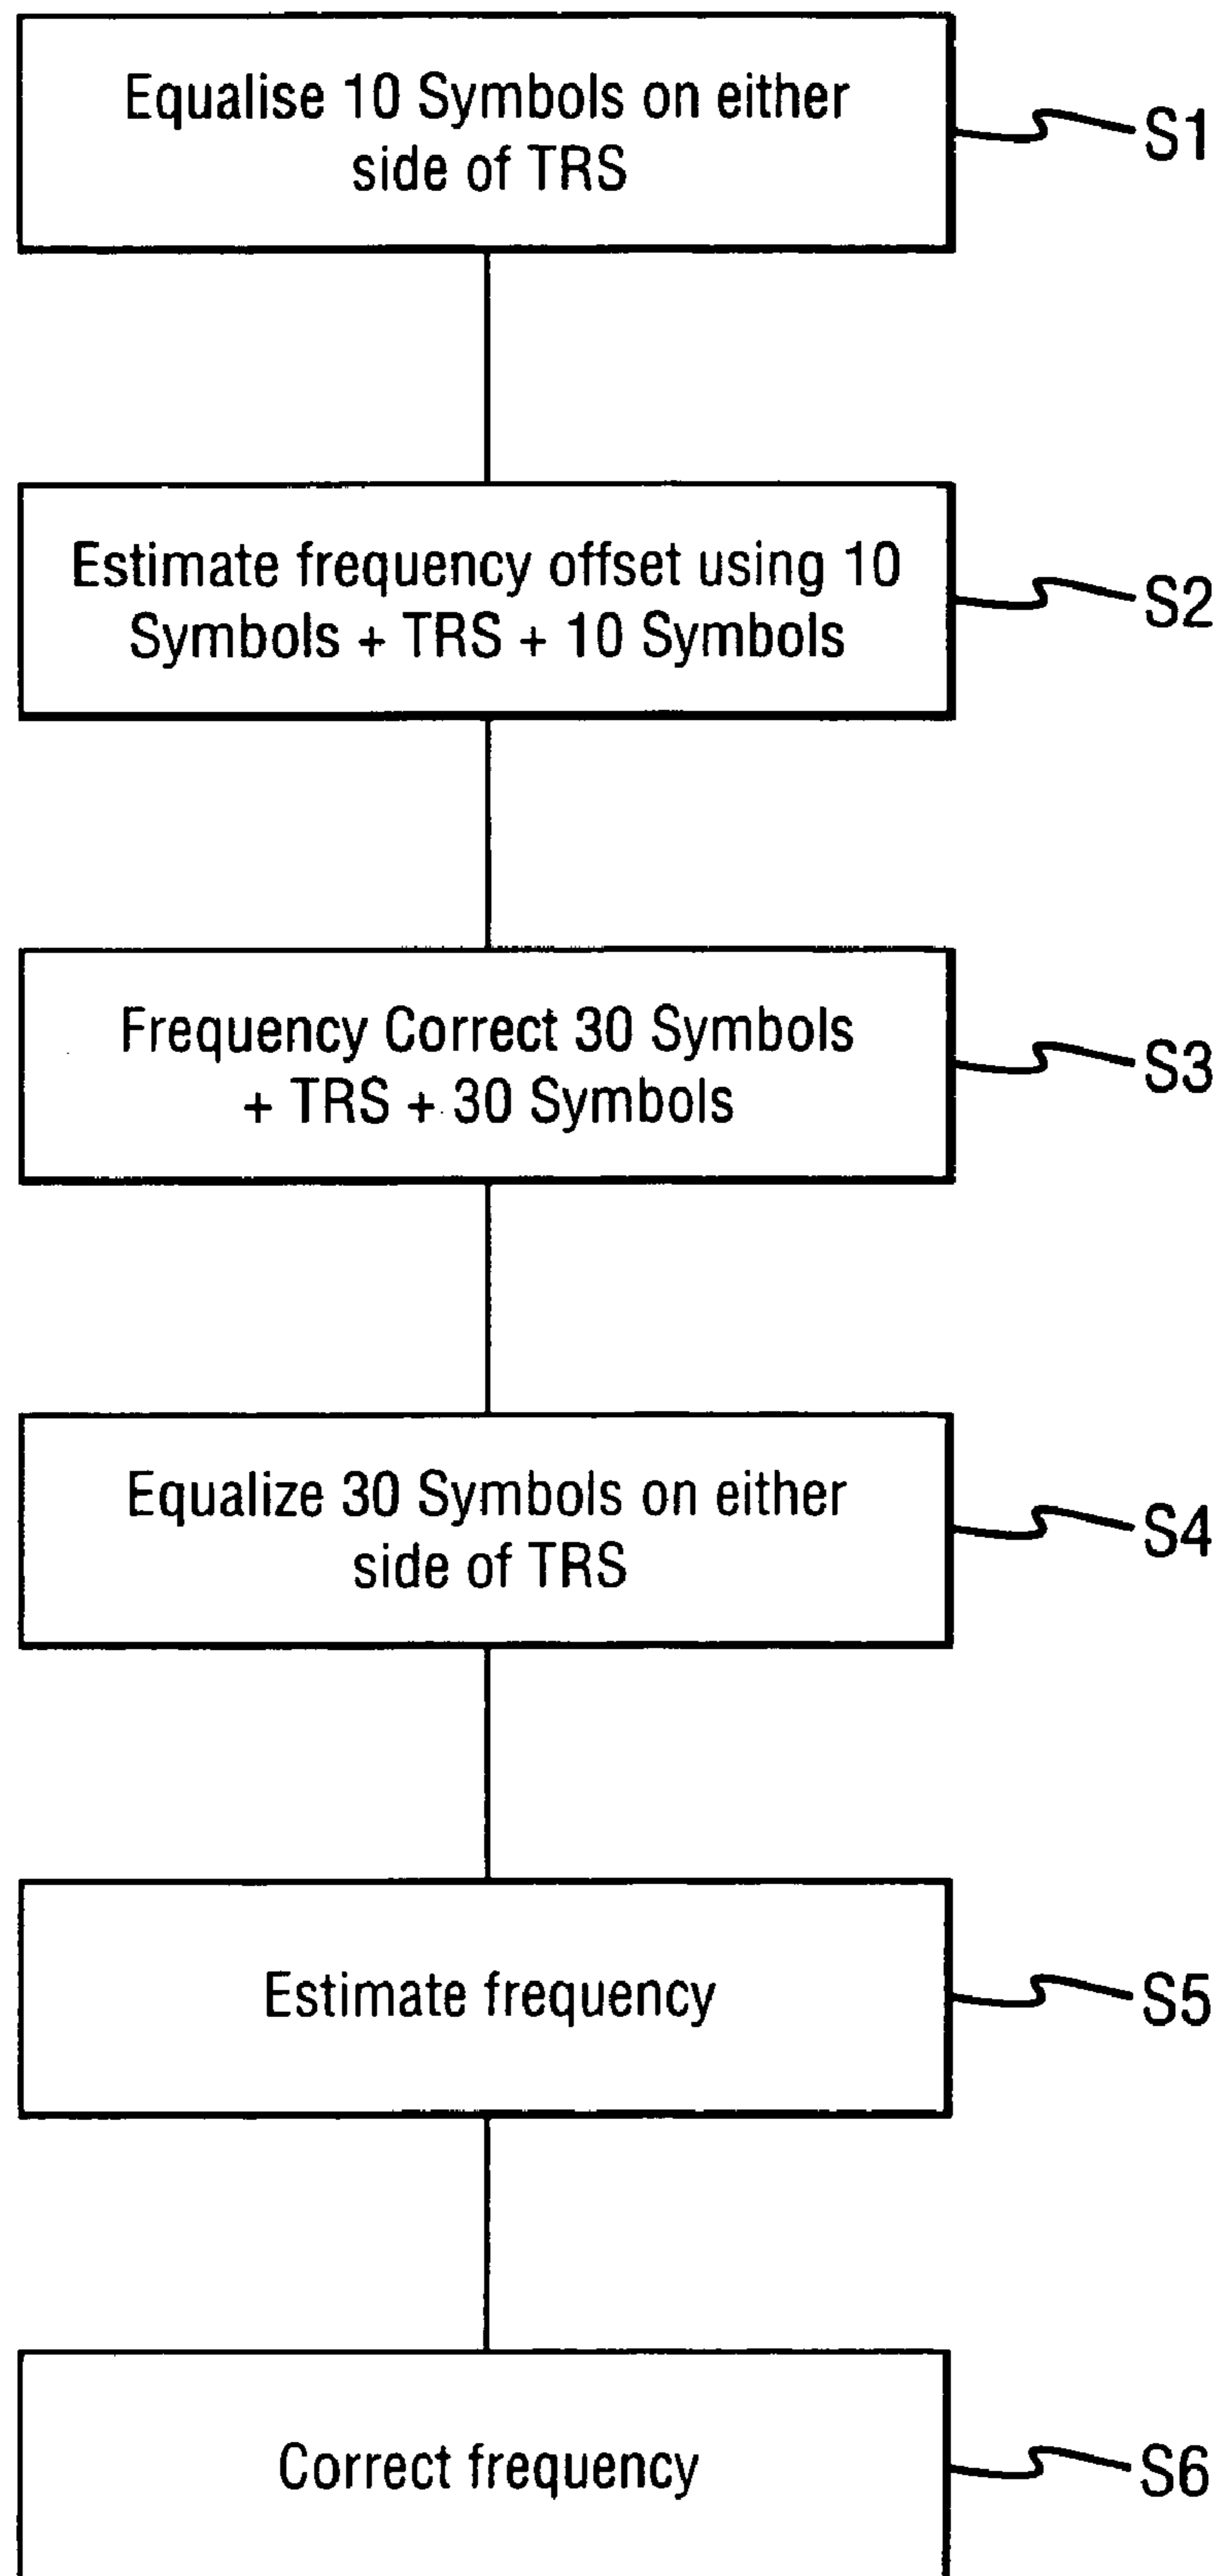 Equalise 10 Symbols on either
side of TRS
S1
Estimate frequency offset using 10
Symbols + TRS + 10 Symbols
S2
Frequency Correct 30 Symbols
+ TRS + 30 Symbols
S3
Equalize 30 Symbols on either
side of TRS
S4
Estimate frequency
S5
Correct frequency
S6